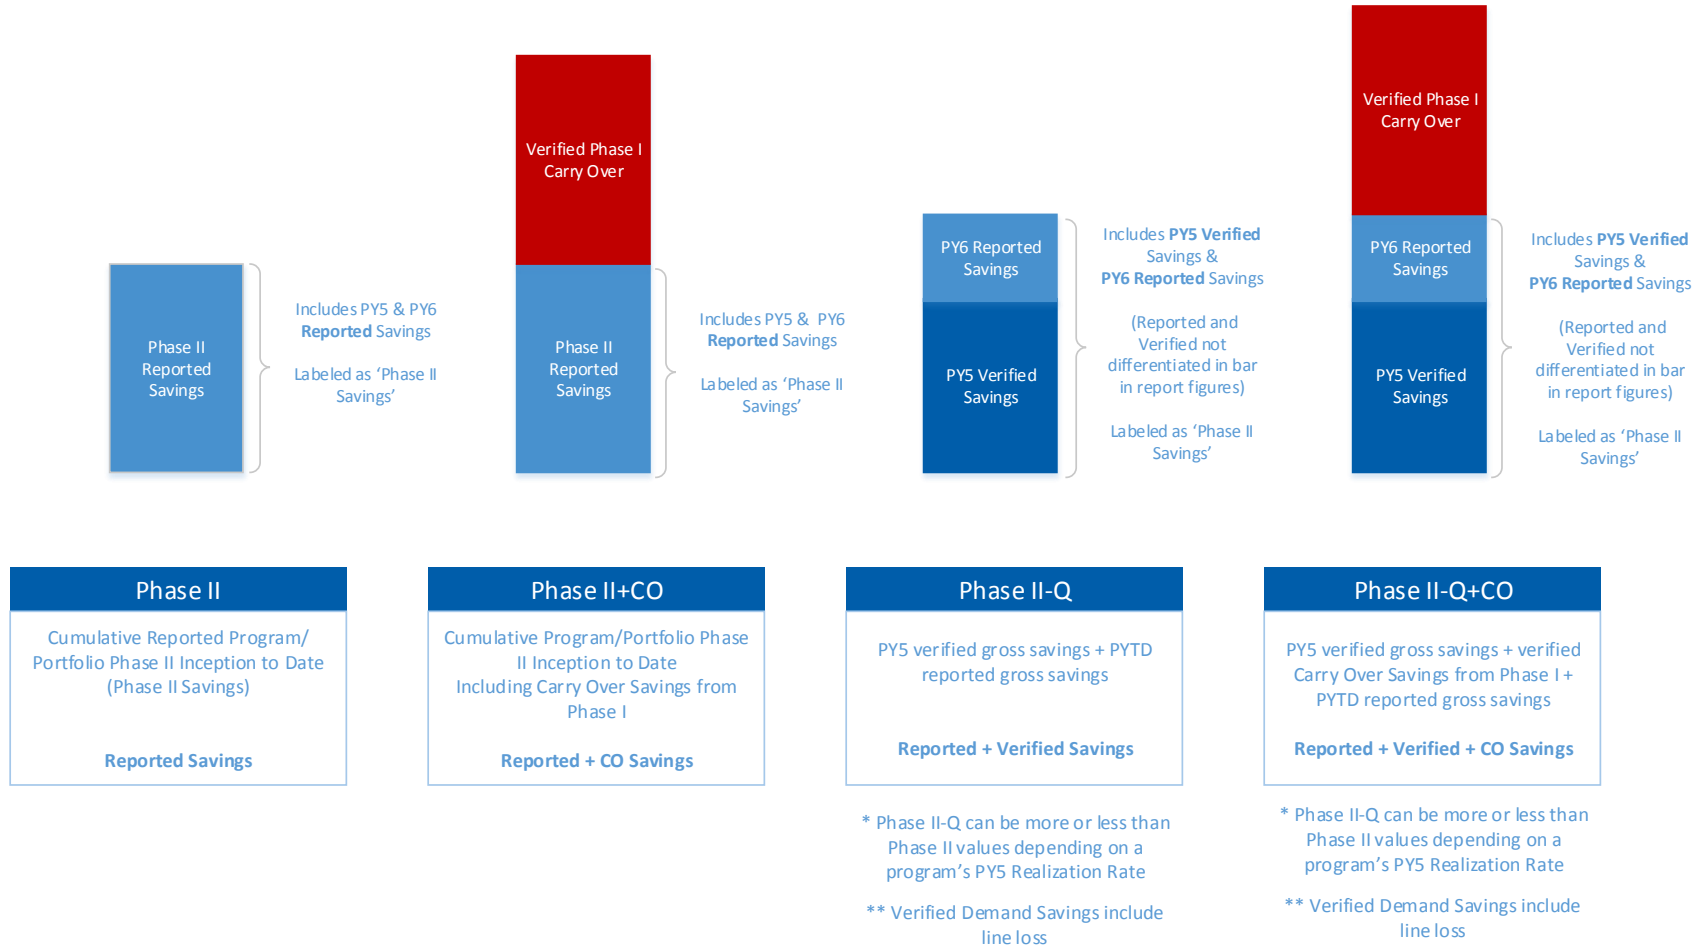 Phase II
Reported
Savings
Includes PY5 & PY6
Reported Savings
Labeled as ‘Phase II
Savings’
Verified Phase I
Carry Over
Phase II
Reported
Savings
Includes PY5 & PY6
Reported Savings
Labeled as ‘Phase II
Savings’
PY6 Reported
Savings
PY5 Verified
Savings
Includes PY5 Verified
Savings &
PY6 Reported Savings
(Reported and
Verified not
differentiated in bar
in report figures)
Labeled as ‘Phase II
Savings’
Verified Phase I
Carry Over
PY6 Reported
Savings
PY5 Verified
Savings
Includes PY5 Verified
Savings &
PY6 Reported Savings
(Reported and
Verified not
differentiated in bar
in report figures)
Labeled as ‘Phase II
Savings’
Phase II
Cumulative Reported Program/
Portfolio Phase II Inception to Date
(Phase II Savings)
Reported Savings
Phase II+CO
Cumulative Program/Portfolio Phase
II Inception to Date
Including Carry Over Savings from
Phase I
Reported + CO Savings
Phase II-Q
PY5 verified gross savings + PYTD
reported gross savings
Reported + Verified Savings
* Phase II-Q can be more or less than
Phase II values depending on a
program’s PY5 Realization Rate
** Verified Demand Savings include
line loss
Phase II-Q+CO
PY5 verified gross savings + verified
Carry Over Savings from Phase I +
PYTD reported gross savings
Reported + Verified + CO Savings
* Phase II-Q can be more or less than
Phase II values depending on a
program’s PY5 Realization Rate
** Verified Demand Savings include
line loss